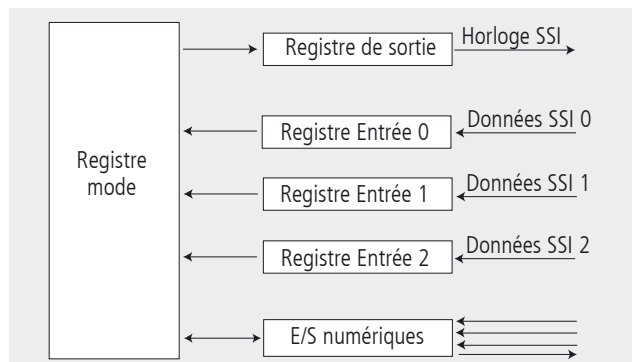 Registre de sortie
Horloge SSI
Registre Entrée 0
Données SSI 0
Registre
mode
Registre Entrée 1
Données SSI 1
Registre Entrée 2
Données SSI 2
E/S numériques